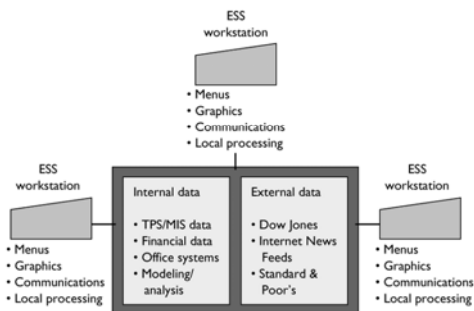 ESS
workstation
• Menus
• Graphics
• Communications
• Local processing
ESS
workstation
• Menus
• Graphics
• Communications
• Local processing
Internal data
• TPS/MIS data
• Financial data
• Office systems
• Modeling/
analysis
External data
• Dow Jones
• Internet News
Feeds
• Standard &
Poor's
ESS
workstation
• Menus
• Graphics
• Communications
• Local processing